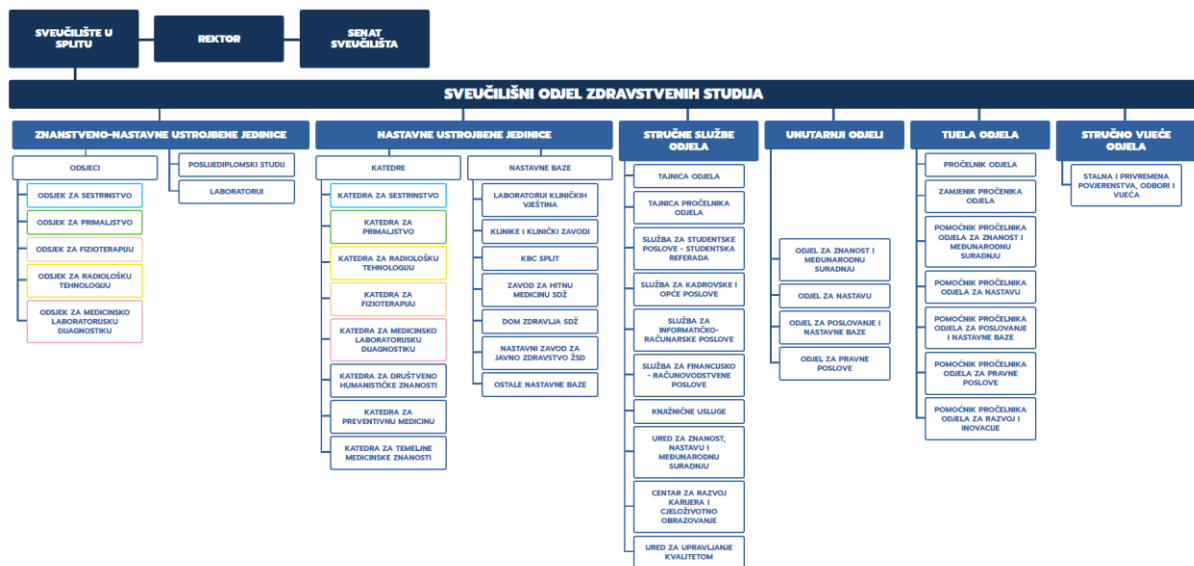 SVEUČILIŠTE U
SPLITU
REKTOR
SENAT
SVEUČILIŠTA
SVEUČILIŠNI ODJEL ZDRAVSTVENIH STUDIJA
ZNANSTVENO-NASTAVNE USTROJBENE JEDINICE
ODSJECI
ODSJEK ZA SESTRINSTVO
ODSJEK ZA PRIMALJSTVO
ODSJEK ZA FIZIOTERAPIJU
ODSJEK ZA RADIOLOŠKU
TEHNOLOGIJU
ODSJEK ZA MEDICINSKO
LABORATORIJSKU
DIJAGNOSTIKU
POSLIJEDIPLOMSKI STUDIJ
LABORATORIJI
NASTAVNE USTROJBENE JEDINICE
KATEDRE
KATEDRA ZA SESTRINSTVO
KATEDRA ZA
PRIMALJSTVO
KATEDRA ZA RADIOLOŠKU
TEHNOLOGIJU
KATEDRA ZA
FIZIOTERAPIJU
KATEDRA ZA MEDICINSKO
LABORATORIJSKU
DIJAGNOSTIKU
KATEDRA ZA DRUŠTVENO
HUMANISTIČKE ZNANOSTI
KATEDRA ZA
PREVENTIVNU MEDICINU
KATEDRA ZA TEMELJNE
MEDICINSKE ZNANOSTI
NASTAVNE BAZE
LABORATORIJI KLINIČKIH
VJEŠTINA
KLINIKE I KLINIČKI ZAVODI
KBC SPLIT
ZAVOD ZA HITNU
MEDICINU SDŽ
DOM ZDRAVLJA SDŽ
NASTAVNI ZAVOD ZA
JAVNO ZDRAVSTVO ŽSD
OSTALE NASTAVNE BAZE
STRUČNE SLUŽBE
ODJELA
TAJNICA ODJELA
TAJNICA PROČELNIKA
ODJELA
SLUŽBA ZA STUDENTSKE
POSLOVE - STUDENTSKA
REFERADA
SLUŽBA ZA KADROVSKE I
OPĆE POSLOVE
SLUŽBA ZA
INFORMATIČKO-
RAČUNARSKE POSLOVE
SLUŽBA ZA FINANCIJSKO
- RAČUNOVODSTVENE
POSLOVE
KNJIŽNIČNE USLUGE
URED ZA ZNANOST,
NASTAVU I
MEĐUNARODNU
SURADNJU
CENTAR ZA RAZVOJ
KARIJERA I
CJELOŽIVOTNO
OBRAZOVANJE
URED ZA UPRAVLJANJE
KVALITETOM
UNUTARNJI ODJELI
ODJEL ZA ZNANOST I
MEĐUNARODNU
SURADNJU
ODJEL ZA NASTAVU
ODJEL ZA POSLOVANJE I
NASTAVNE BAZE
ODJEL ZA PRAVNE
POSLOVE
TIJELA ODJELA
PROČELNIK ODJELA
ZAMJENIK PROČENIKA
ODJELA
POMOĆNIK PROČELNIKA
ODJELA ZA ZNANOST I
MEĐUNARODNU
SURADNJU
POMOĆNIK PROČELNIKA
ODJELA ZA NASTAVU
POMOĆNIK PROČELNIKA
ODJELA ZA POSLOVANJE
I NASTAVNE BAZE
POMOĆNIK PROČELNIKA
ODJELA ZA PRAVNE
POSLOVE
POMOĆNIK PROČELNIKA
ODJELA ZA RAZVOJ I
INOVACIJE
STRUČNO VIJEĆE
ODJELA
STALNA I PRIVREMENA
POVJERENSTVA, ODBORI I
VIJEĆA